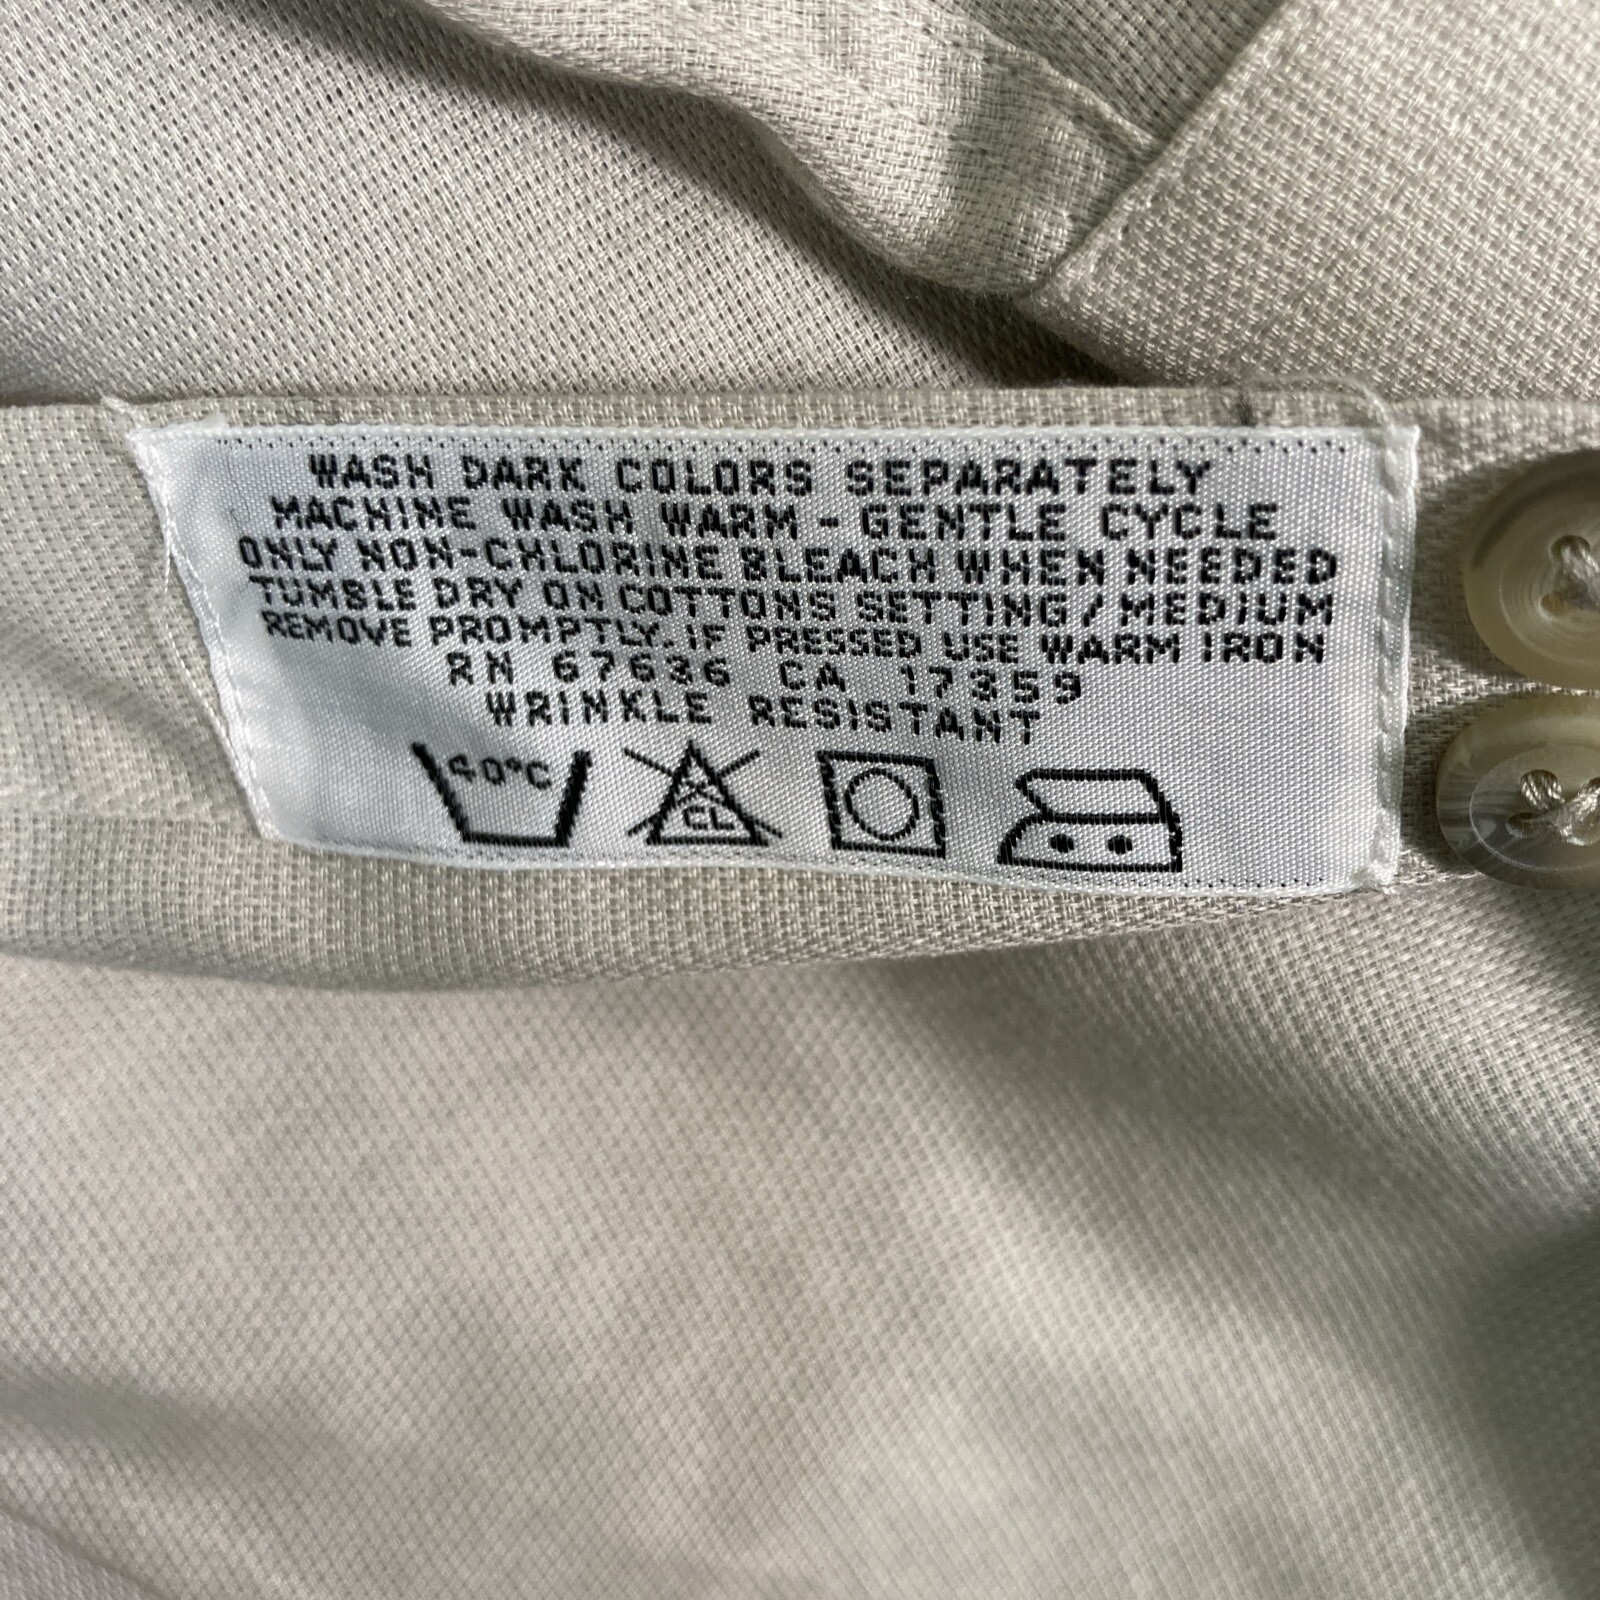 WASH DARK COLORS SEPARATELY
MACHINE WASH WARM - GENTLE CYCLE
ONLY NON-CHLORINE BLEACH WHEN NEEDED
TUMBLE DRY ON COTTONS SETTING/MEDIUM
REMOVE PROMPTLY. IF PRESSED USE WARM IRON
RN 67636 CA 17359
WRINKLE RESISTANT
40°C